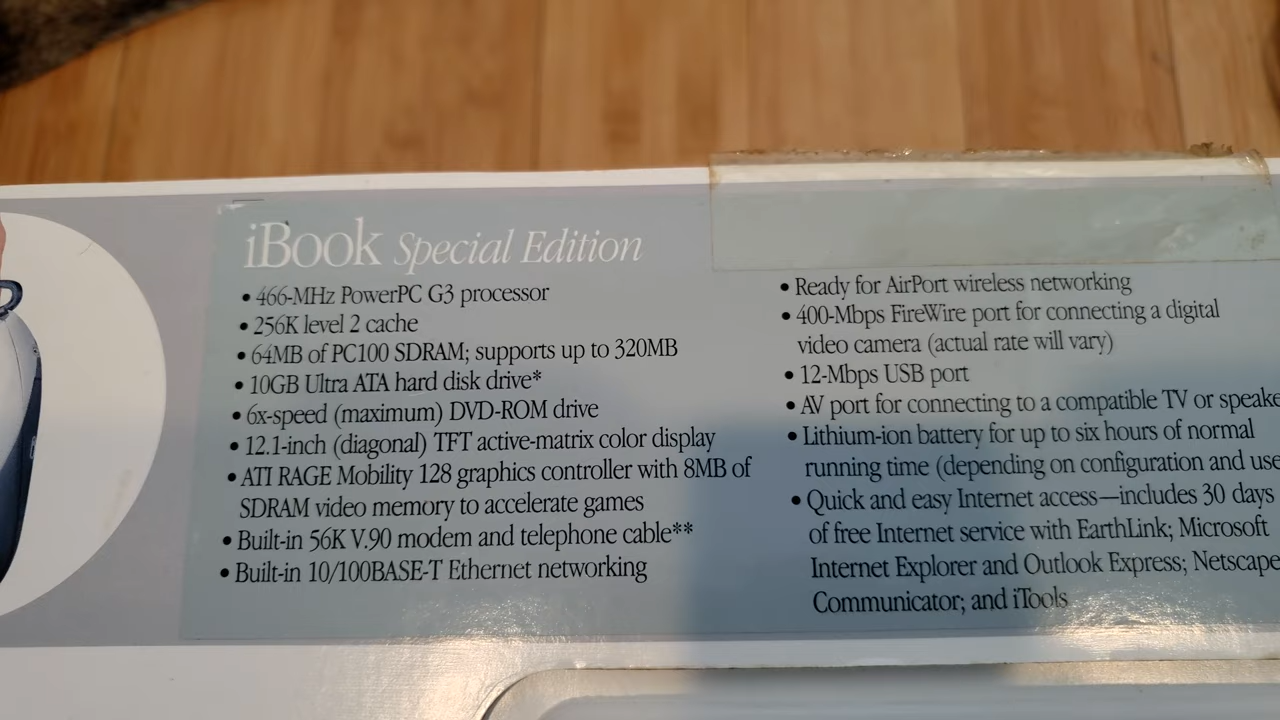 iBook Special Edition
• 466-MHz PowerPC G3 processor
• 256K level 2 cache
• 64MB of PC100 SDRAM; supports up to 320MB
• 10GB Ultra ATA hard disk drive*
• 6x-speed (maximum) DVD-ROM drive
• 12.1-inch (diagonal) TFT active-matrix color display
• ATI RAGE Mobility 128 graphics controller with 8MB of
SDRAM video memory to accelerate games
• Built-in 56K V.90 modem and telephone cable**
• Built-in 10/100BASE-T Ethernet networking
• Ready for AirPort wireless networking
• 400-Mbps FireWire port for connecting a digital
video camera (actual rate will vary)
• 12-Mbps USB port
• AV port for connecting to a compatible TV or speake
• Lithium-ion battery for up to six hours of normal
running time (depending on configuration and use
• Quick and easy Internet access—includes 30 days
of free Internet service with EarthLink; Microsoft
Internet Explorer and Outlook Express; Netscape
Communicator; and iTools